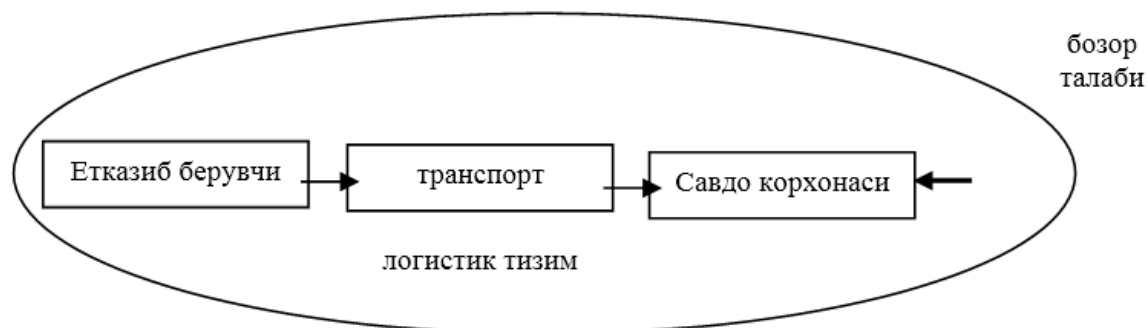 бозор
талаби
Етказиб берувчи
транспорт
Савдо корхонаси
логистик тизим